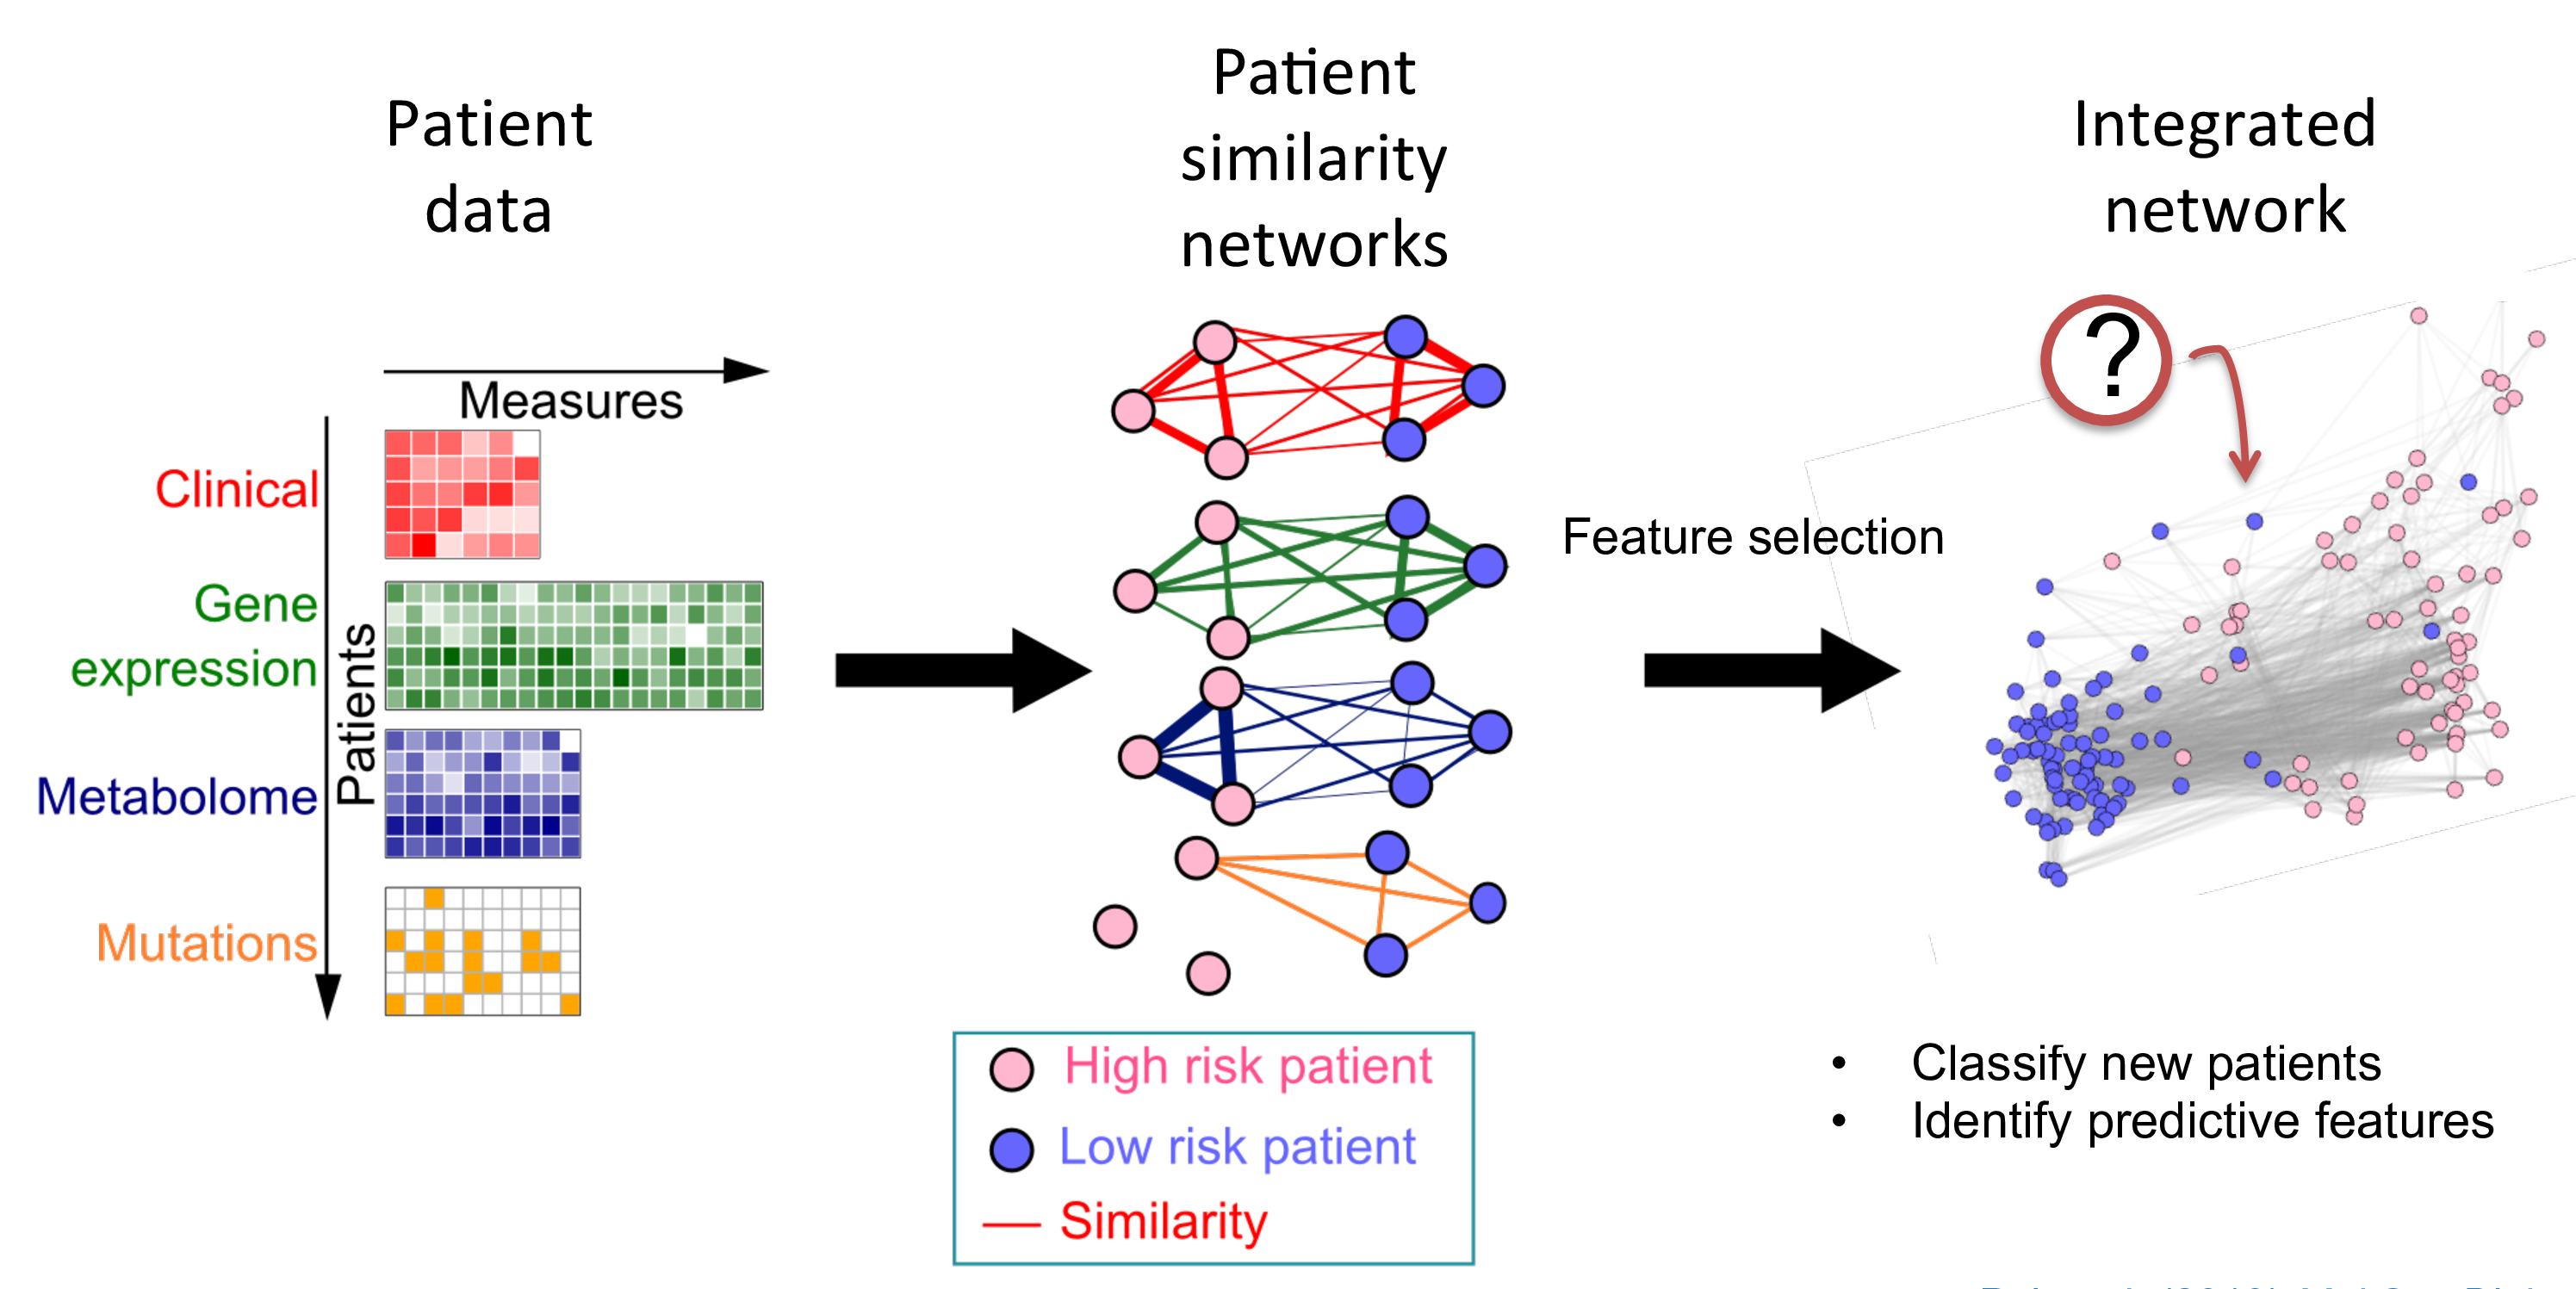 Patient
data
Patient
similarity
networks
Integrated
network
?
Measures
Patients
Clinical
Gene
expression
Metabolome
Mutations
Feature selection
High risk patient
Low risk patient
Similarity
• Classify new patients
• Identify predictive features